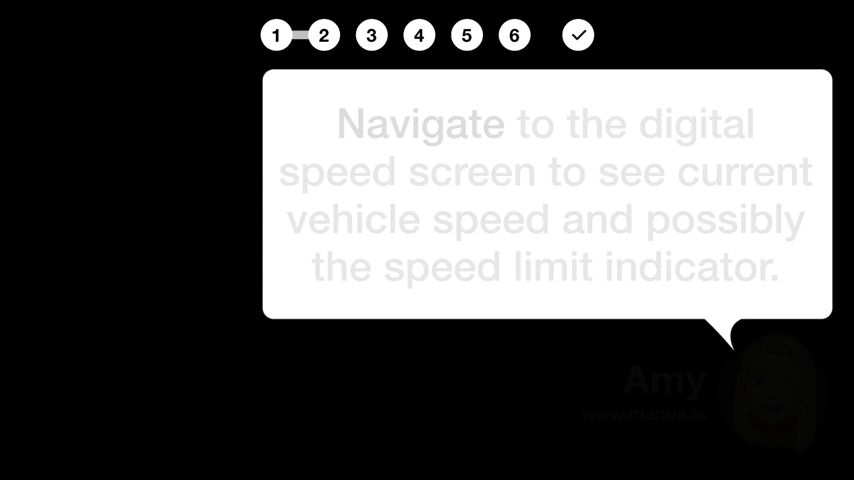 1 2 3 4 5 6
Navigate to the digital
speed screen to see current
vehicle speed and possibly
the speed limit indicator.
Amy
www.manua.ls